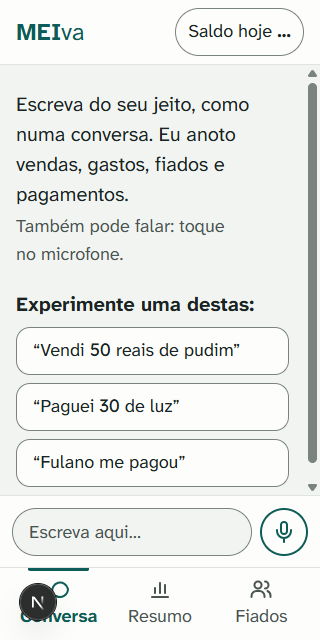 MEIva
Saldo hoje ...
Escreva do seu jeito, como
numa conversa. Eu anoto
vendas, gastos, fiados e
pagamentos.
Também pode falar: toque
no microfone.
Experimente uma destas:
“Vendi 50 reais de pudim”
“Paguei 30 de luz”
“Fulano me pagou”
Escreva aqui...
N
Conversa
Resumo
Fiados